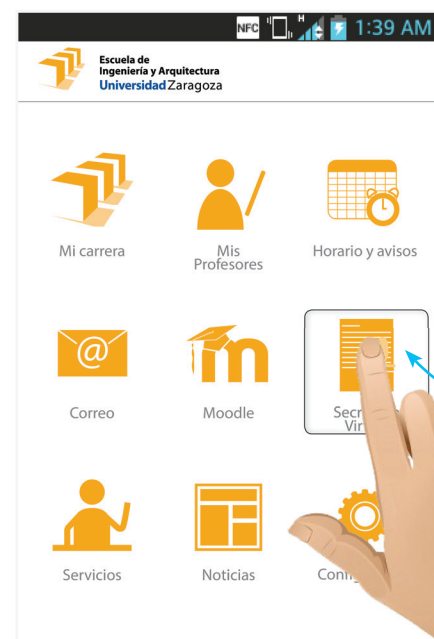 NFC H 1:39 AM
Escuela de
Ingeniería y Arquitectura
Universidad Zaragoza
Mi carrera
Mis
Profesores
Horario y avisos
@
Correo
m
Moodle
Servicios
Noticias